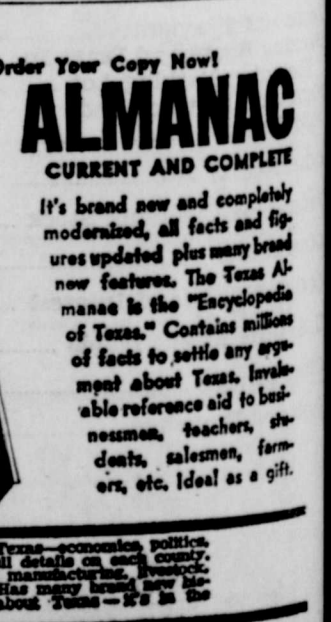 Order Your Copy Now!
ALMANAC
CURRENT AND COMPLETE
It's brand new and completely
modernized, all facts and fig-
ures updated plus many brand
new features. The Texas Al-
manac is the "Encyclopedia
of Texas." Contains millions
of facts to settle any argu-
ment about Texas. Invalu-
able reference aid to busi-
nessmen, teachers, stu-
dents, salesmen, farm-
ers, etc. Ideal as a gift.
Texas—economics, politics,
all details on each county.
manufacturing, livestock.
Has many brand new his-
about Texas — it's in the